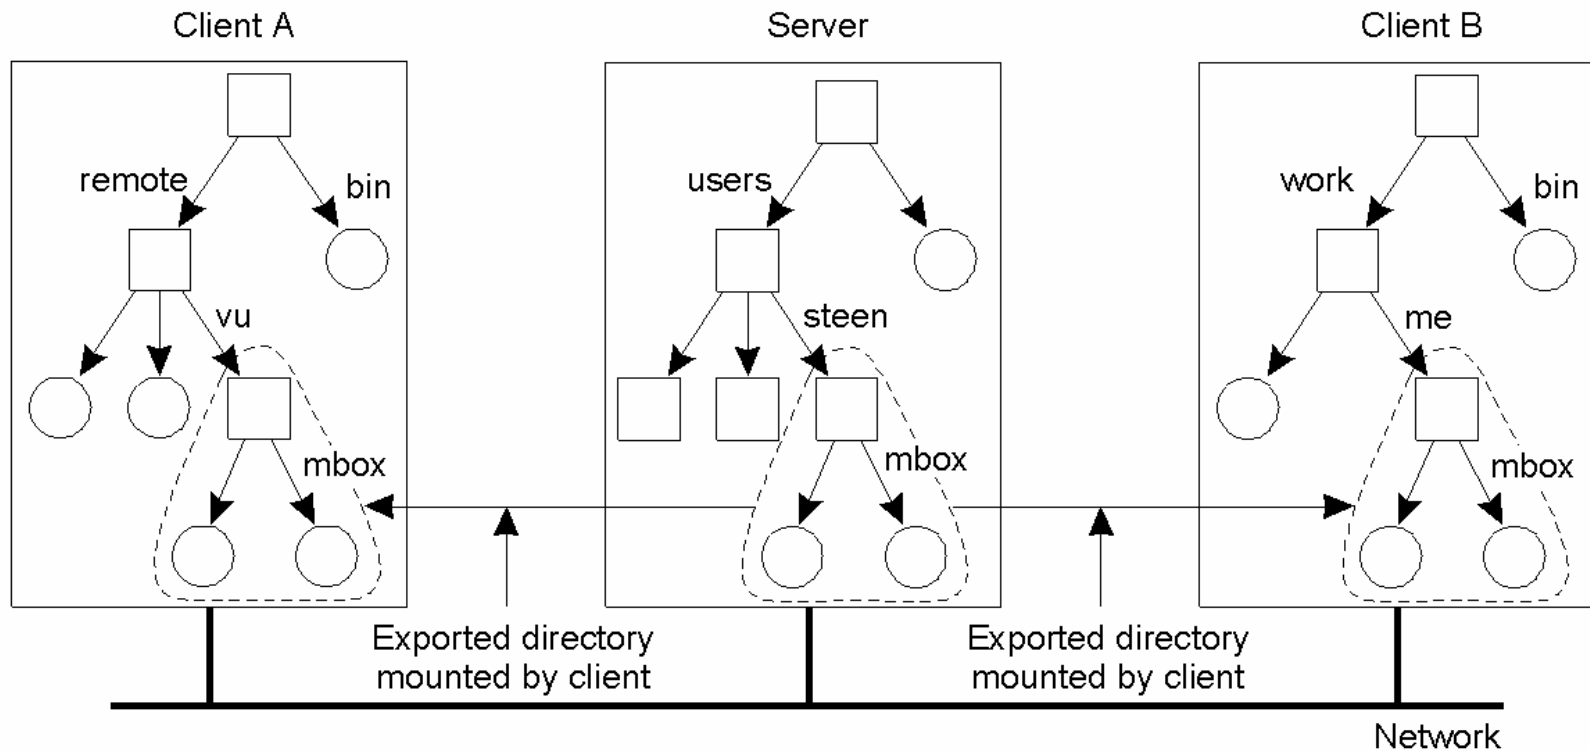 Client A
Server
Client B
remote
bin
users
work
bin
vu
steen
me
mbox
mbox
mbox
Exported directory
mounted by client
Exported directory
mounted by client
Network